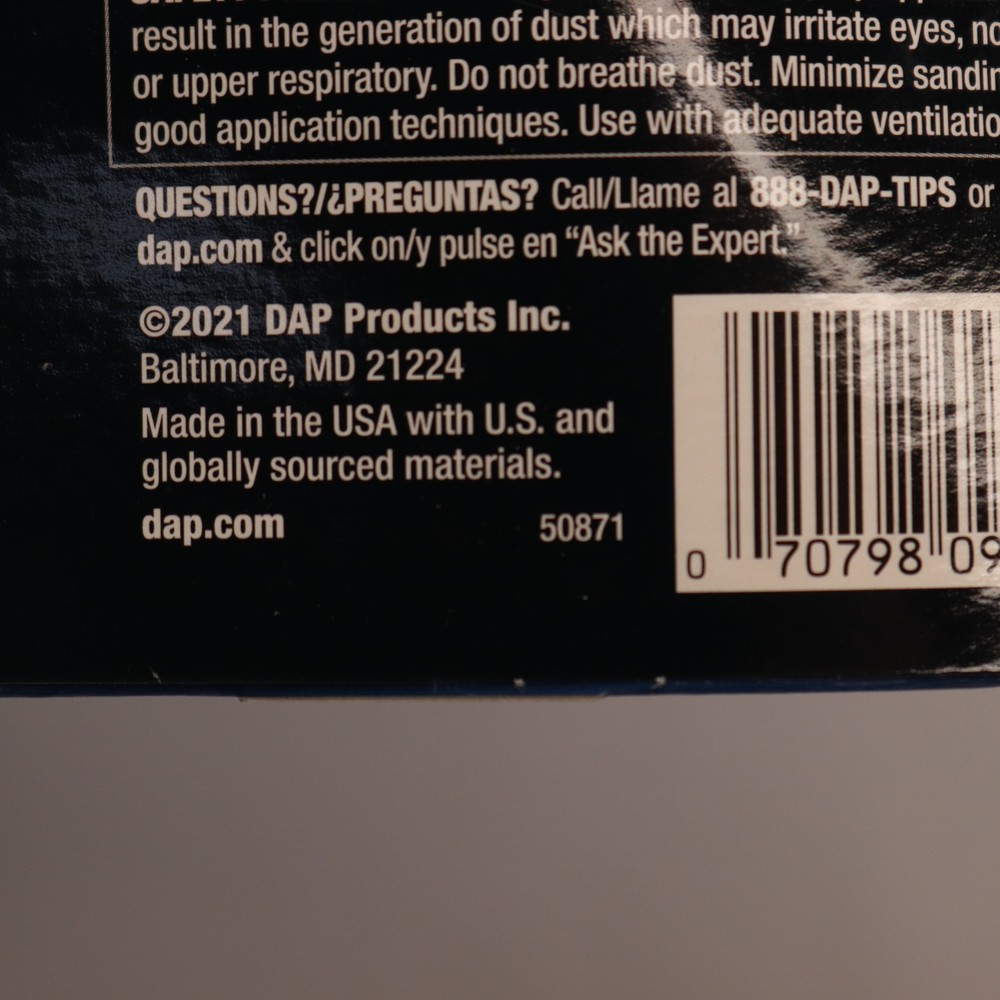 result in the generation of dust which may irritate eyes,
or upper respiratory. Do not breathe dust. Minimize
good application techniques. Use with adequate
QUESTIONS?/¿PREGUNTAS? Call/Llame al 888-DAP-TIPS or
dap.com & click on/y pulse en “Ask the Expert.”
©2021 DAP Products Inc.
Baltimore, MD 21224
Made in the USA with U.S. and
globally sourced materials.
dap.com 50871
0 70798 09